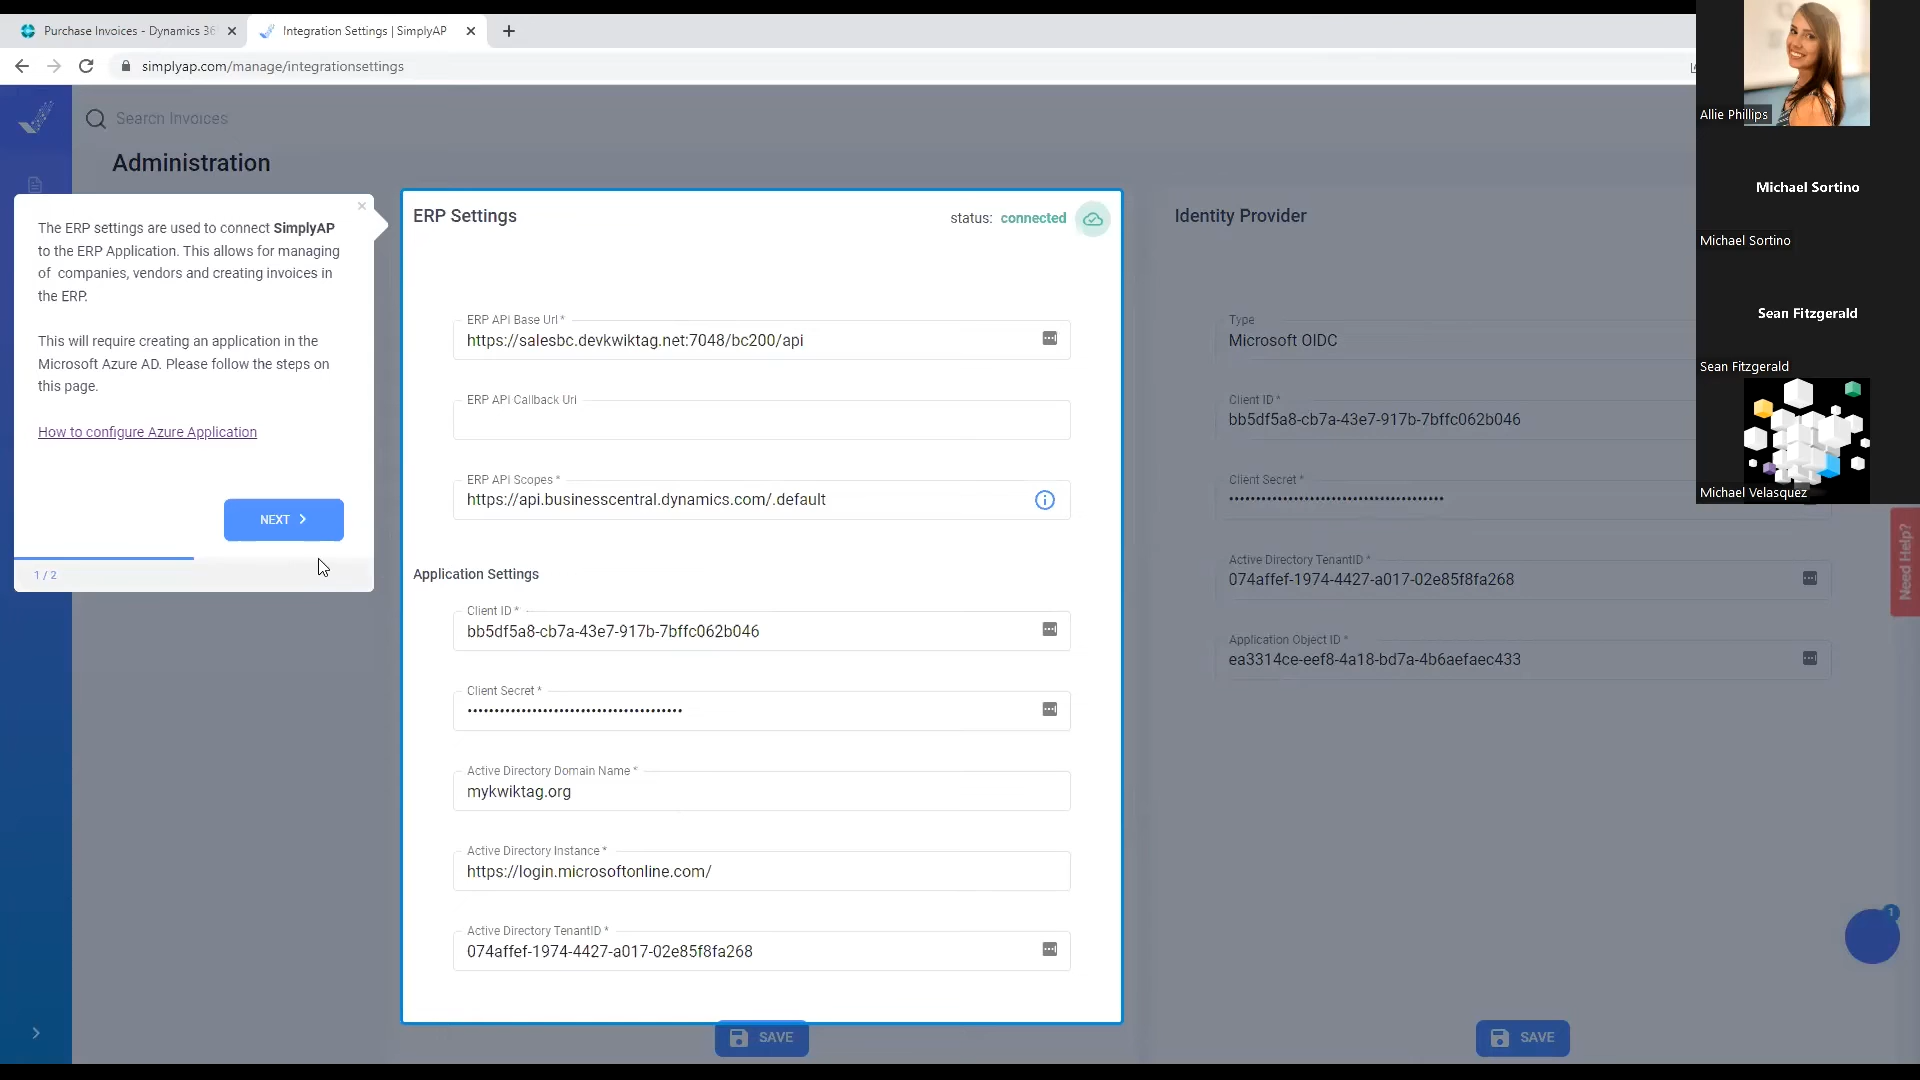 Purchase Invoices - Dynamics 36
Integration Settings | SimplyAP
simplyap.com/manage/integrationsettings
Search Invoices
Administration
The ERP settings are used to connect SimplyAP
to the ERP Application. This allows for managing
of companies, vendors and creating invoices in
the ERP.
This will require creating an application in the
Microsoft Azure AD. Please follow the steps on
this page.
How to configure Azure Application
NEXT
1 / 2
ERP Settings
status: connected
ERP API Base Url *
https://salesbc.devkwiktag.net:7048/bc200/api
ERP API Callback Uri
ERP API Scopes *
https://api.businesscentral.dynamics.com/.default
Application Settings
Client ID *
bb5df5a8-cb7a-43e7-917b-7bffc062b046
Client Secret *
••••••••••••••••••••••••••••••••••••••••
Active Directory Domain Name *
mykwiktag.org
Active Directory Instance *
https://login.microsoftonline.com/
Active Directory TenantID *
074affef-1974-4427-a017-02e85f8fa268
SAVE
Identity Provider
Type
Microsoft OIDC
Client ID *
bb5df5a8-cb7a-43e7-917b-7bffc062b046
Client Secret *
••••••••••••••••••••••••••••••••••••••••
Active Directory TenantID *
074affef-1974-4427-a017-02e85f8fa268
Application Object ID *
ea3314ce-eef8-4a18-bd7a-4b6aefaec433
SAVE
Allie Phillips
Michael Sortino
Michael Sortino
Sean Fitzgerald
Sean Fitzgerald
Michael Velasquez
Need Help?
1